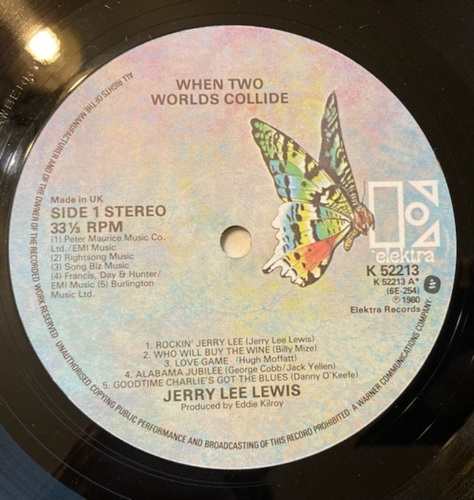 WHEN TWO
WORLDS COLLIDE
Made in UK
SIDE 1 STEREO
33⅓ RPM
(1) Peter Maurice Music Co.
Ltd./EMI Music
(2) Rightsong Music
(3) Song Biz Music
(4) Francis, Day & Hunter/
EMI Music (5) Burlington
Music Ltd.
elektra
K 52213
K 52213 A*
(6E-254)
℗ 1980
Elektra Records
1. ROCKIN' JERRY LEE (Jerry Lee Lewis)
2. WHO WILL BUY THE WINE (Billy Mize)
3. LOVE GAME. (Hugh Moffatt)
4. ALABAMA JUBILEE (George Cobb/Jack Yellen)
5. GOODTIME CHARLIE'S GOT THE BLUES (Danny O'Keefe)
JERRY LEE LEWIS
Produced by Eddie Kilroy
ALL RIGHTS OF THE MANUFACTURER AND OF THE OWNER OF THE RECORDED WORK RESERVED. UNAUTHORISED COPYING PUBLIC PERFORMANCE AND BROADCASTING OF THIS RECORD PROHIBITED. A WARNER COMMUNICATIONS COMPANY.